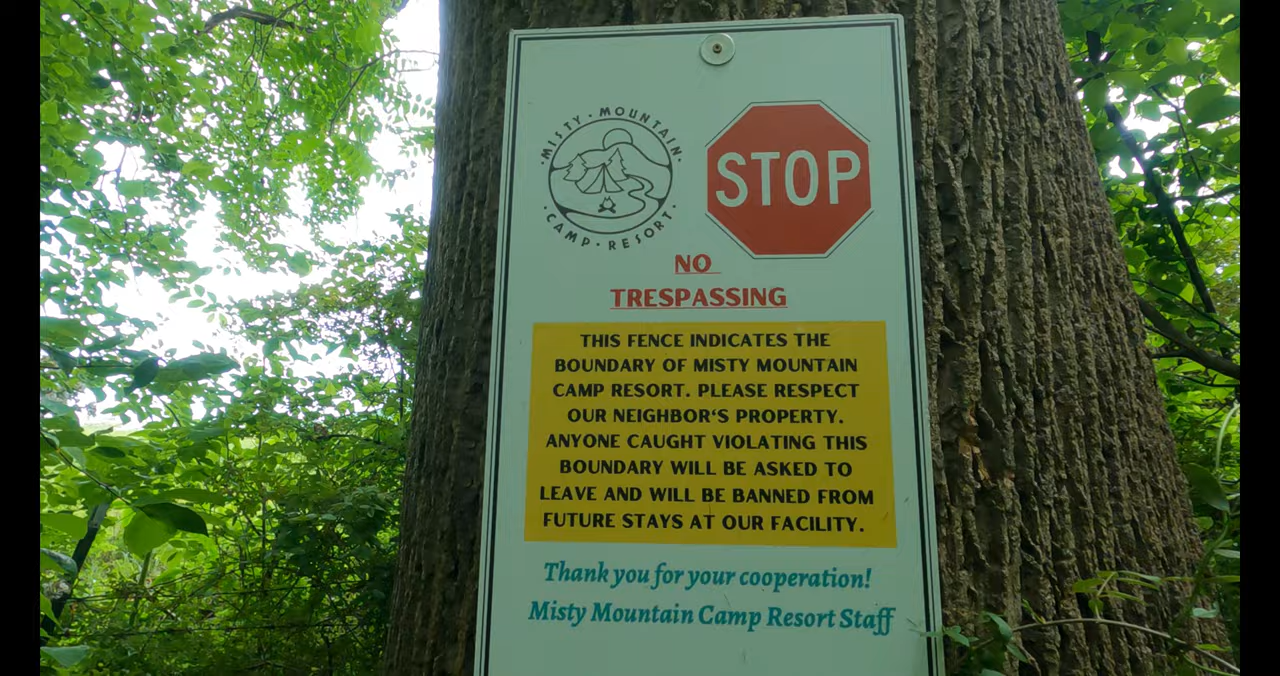 MISTY · MOUNTAIN
· CAMP · RESORT ·
STOP
NO
TRESPASSING
THIS FENCE INDICATES THE
BOUNDARY OF MISTY MOUNTAIN
CAMP RESORT. PLEASE RESPECT
OUR NEIGHBOR'S PROPERTY.
ANYONE CAUGHT VIOLATING THIS
BOUNDARY WILL BE ASKED TO
LEAVE AND WILL BE BANNED FROM
FUTURE STAYS AT OUR FACILITY.
Thank you for your cooperation!
Misty Mountain Camp Resort Staff